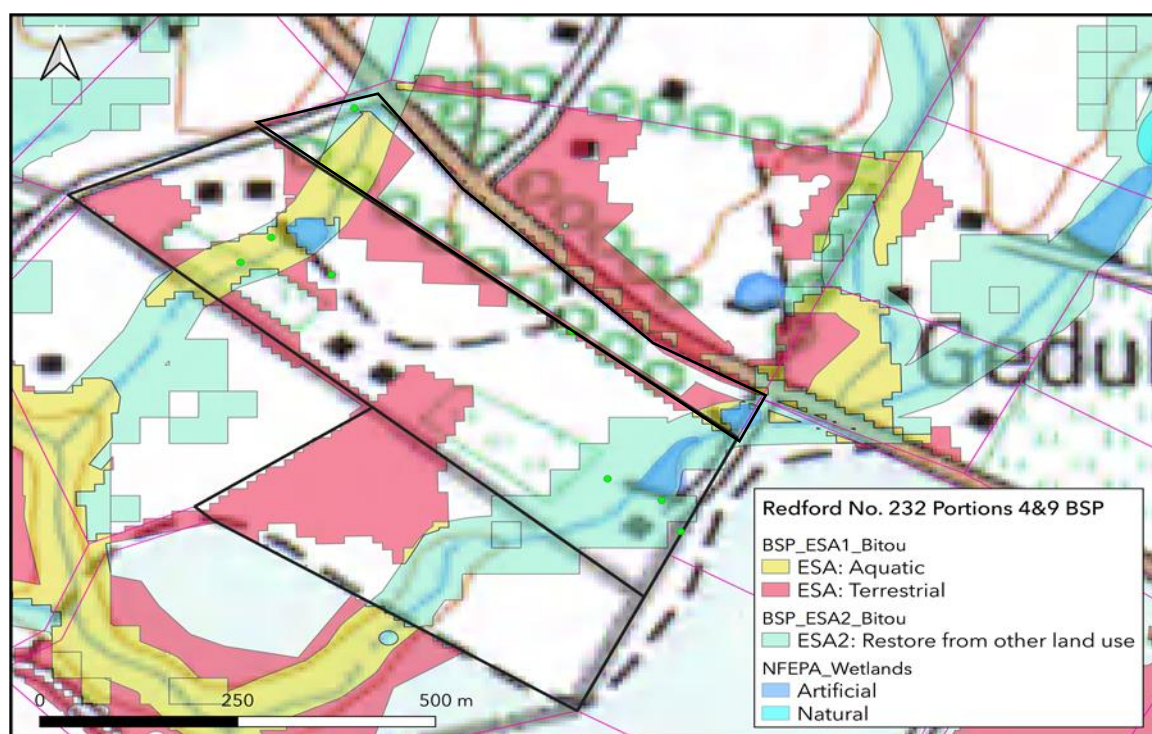 Gedul
Redford No. 232 Portions 4&9 BSP
BSP_ESA1_Bitou
ESA: Aquatic
ESA: Terrestrial
BSP_ESA2_Bitou
ESA2: Restore from other land use
NFEPA_Wetlands
Artificial
Natural
0 250 500 m